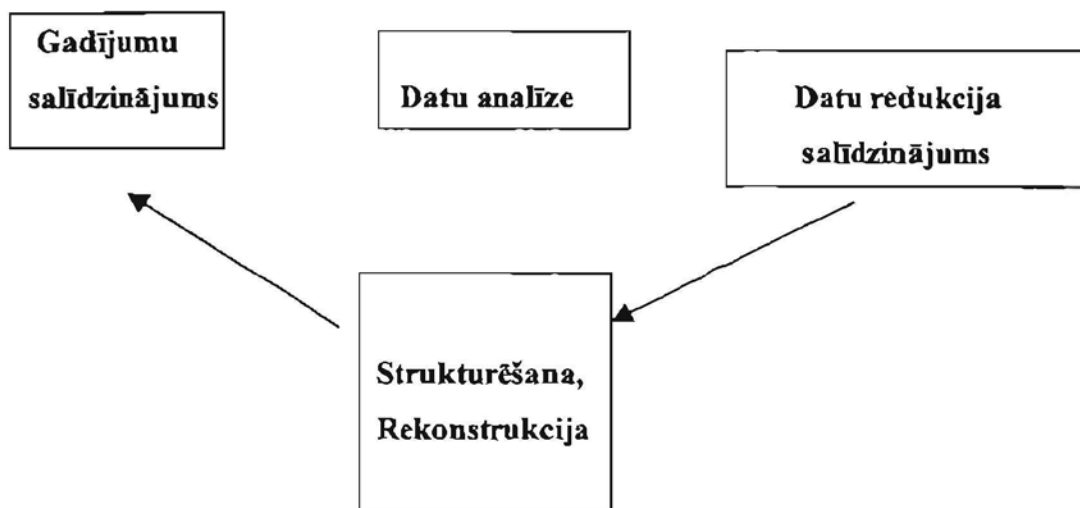 Gadījumu
salīdzinājums
Datu analīze
Datu redukcija
salīdzinājums
Strukturēšana,
Rekonstrukcija